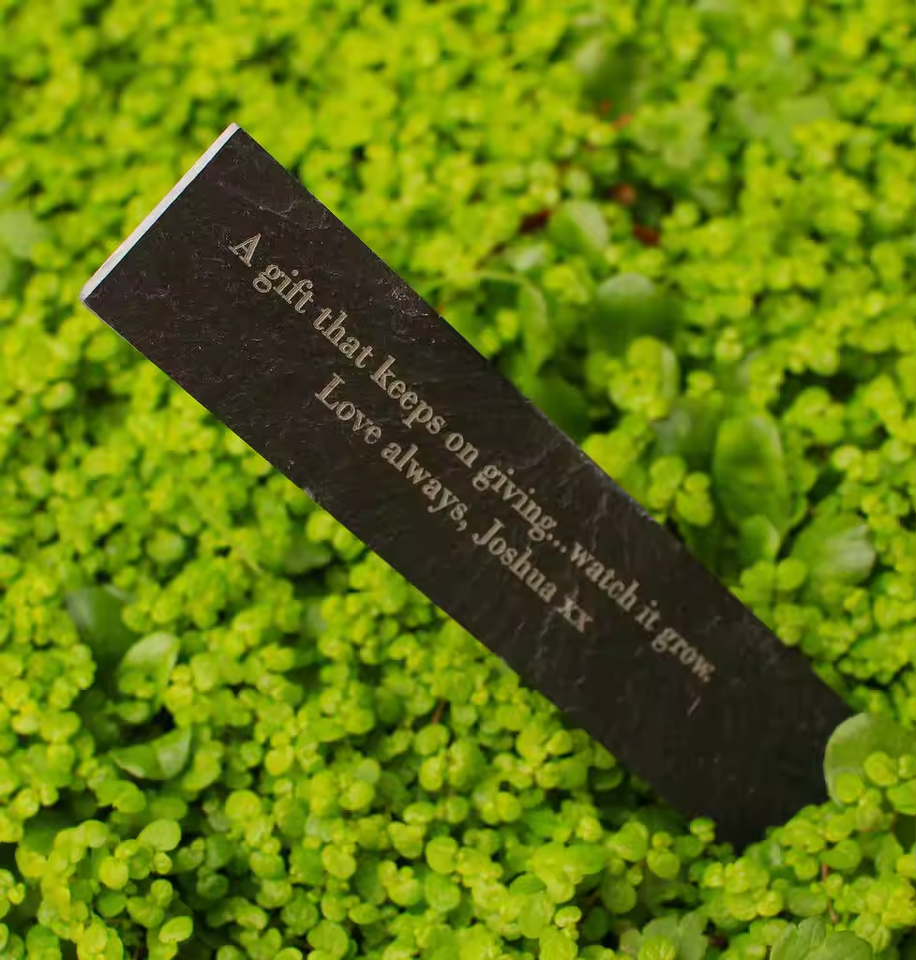 A gift that keeps on giving...watch it grow.
Love always, Joshua xx